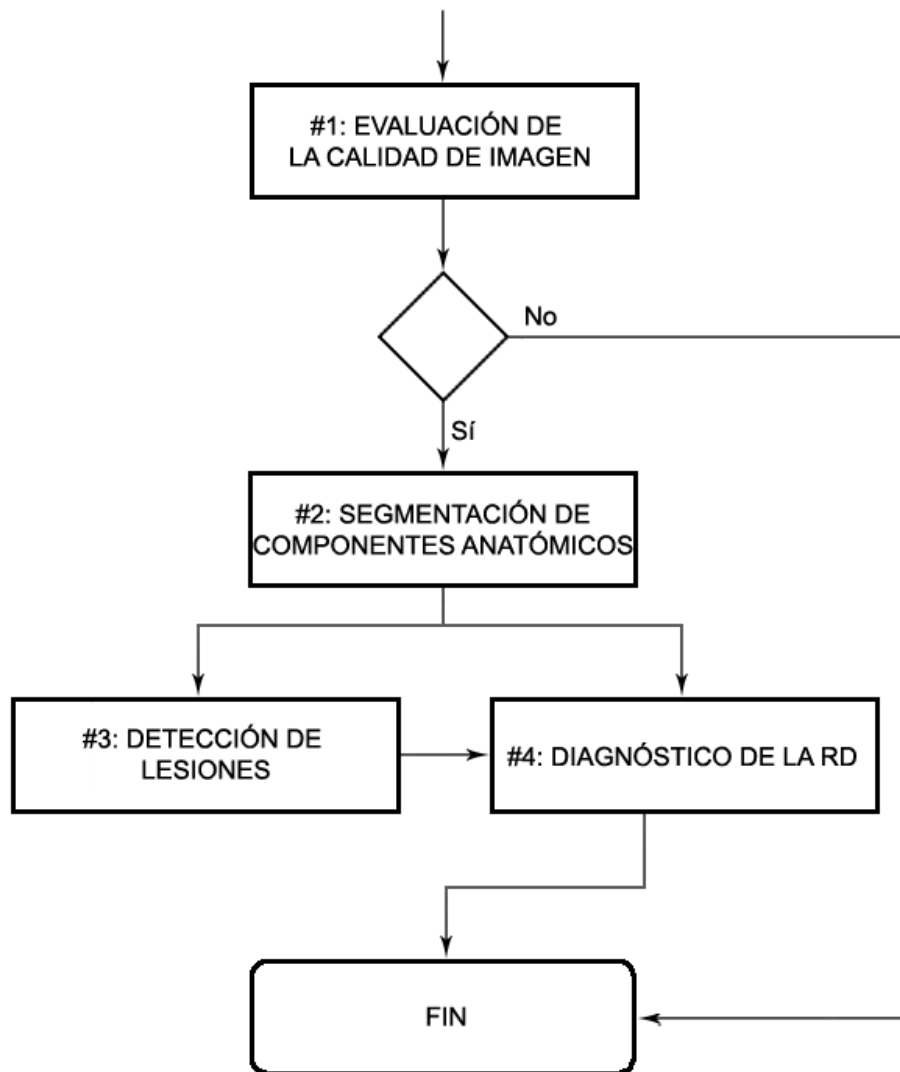 #1: EVALUACIÓN DE
LA CALIDAD DE IMAGEN
No
Sí
#2: SEGMENTACIÓN DE
COMPONENTES ANATÓMICOS
#3: DETECCIÓN DE
LESIONES
#4: DIAGNÓSTICO DE LA RD
FIN